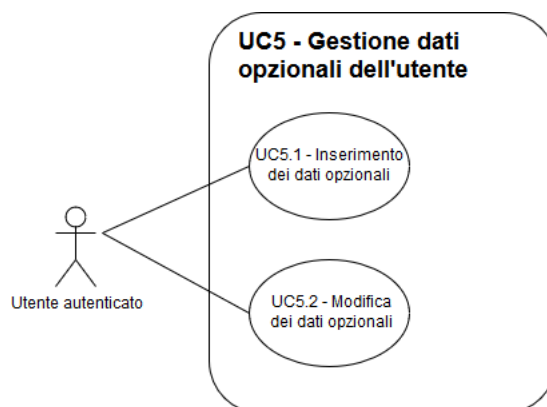 UC5 - Gestione dati
opzionali dell'utente
UC5.1 - Inserimento
dei dati opzionali
Utente autenticato
UC5.2 - Modifica
dei dati opzionali